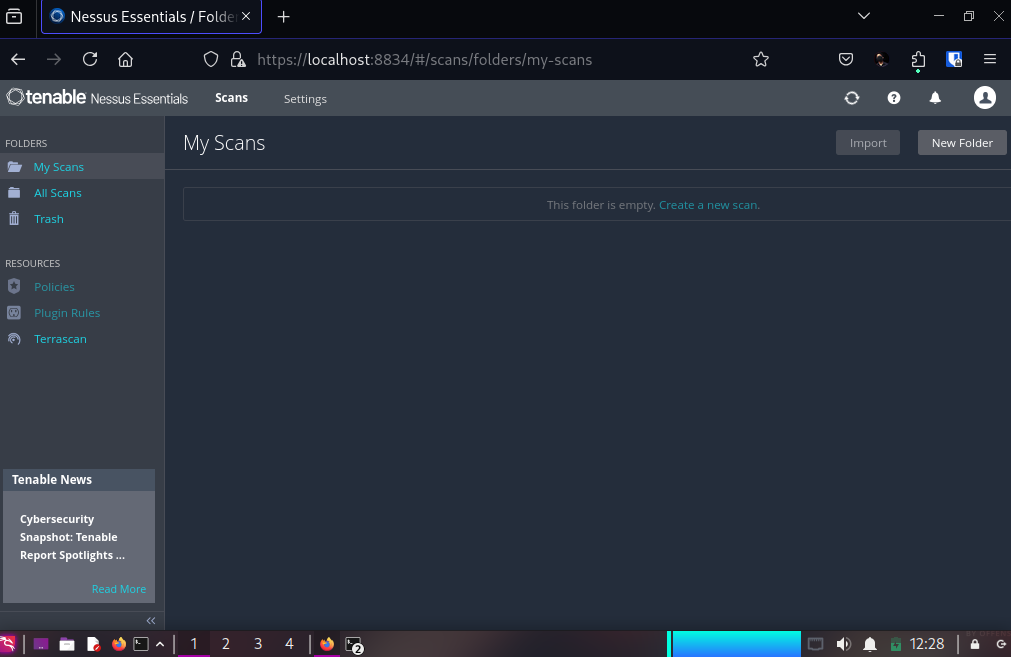 Nessus Essentials / Folde
https://localhost:8834/#/scans/folders/my-scans
tenable Nessus Essentials
Scans
Settings
FOLDERS
My Scans
All Scans
Trash
RESOURCES
Policies
Plugin Rules
Terrascan
Tenable News
Cybersecurity
Snapshot: Tenable
Report Spotlights ...
Read More
My Scans
Import
New Folder
This folder is empty. Create a new scan.
1
2
3
4
2
12:28